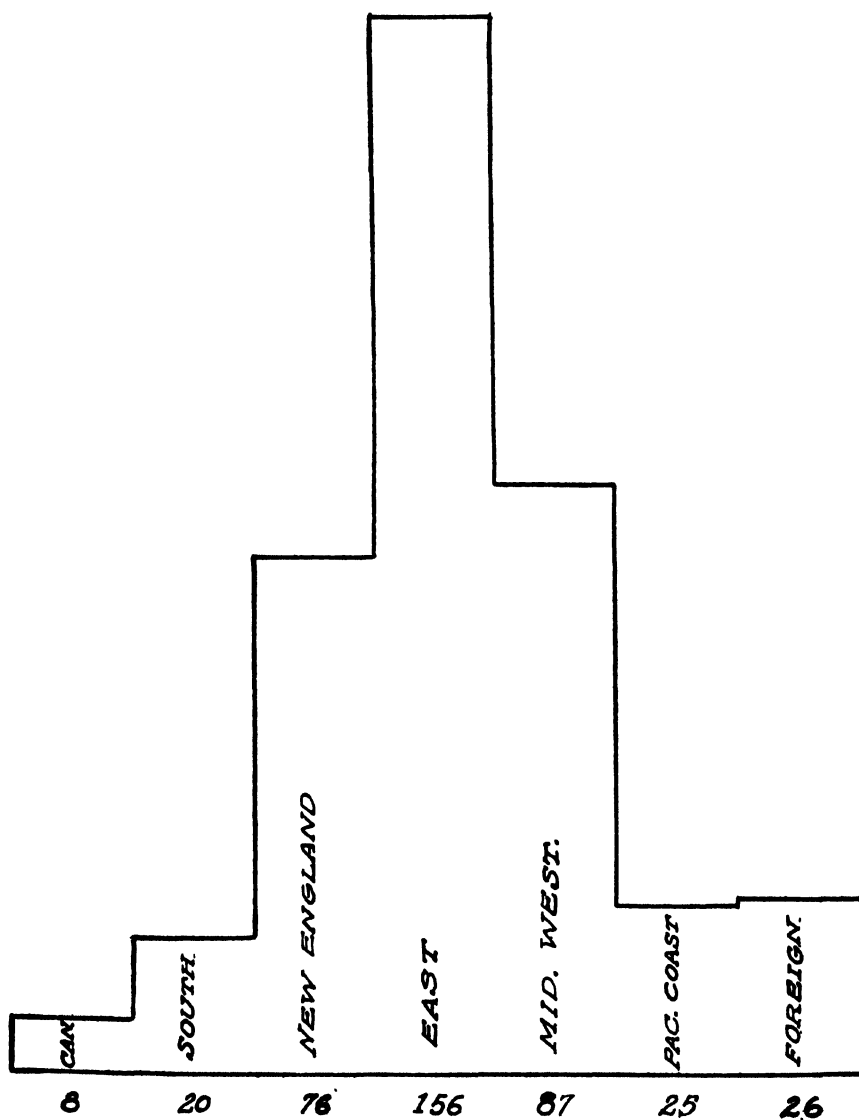 CAN
SOUTH.
NEW ENGLAND
EAST
MID. WEST.
PAC. COAST
FOREIGN.
8 20 76 156 87 25 26